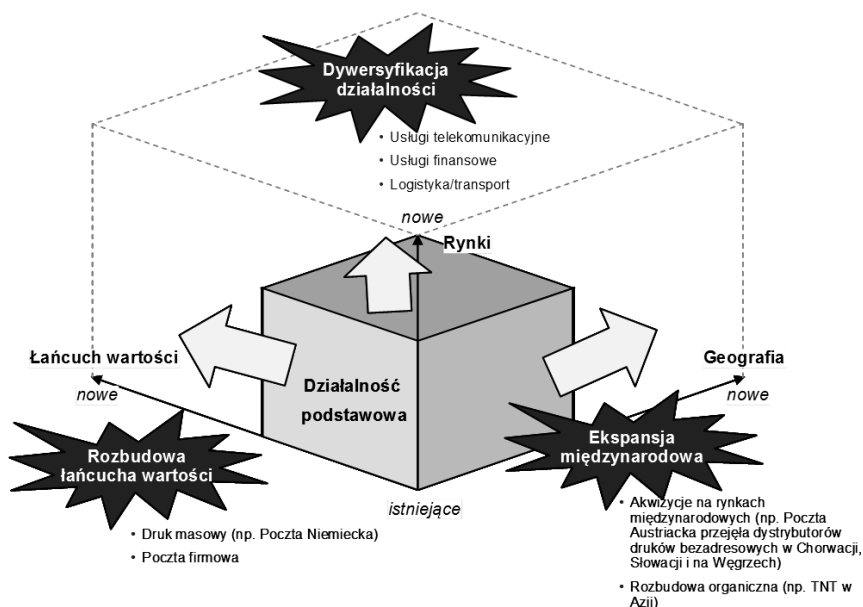 Dywersyfikacja
działalności
• Usługi telekomunikacyjne
• Usługi finansowe
• Logistyka/transport
nowe
Rynki
Łańcuch wartości
nowe
Geografia
nowe
Działalność
podstawowa
Rozbudowa
łańcucha wartości
Ekspansja
międzynarodowa
istniejące
• Druk masowy (np. Poczta Niemiecka)
• Poczta firmowa
• Akwizycje na rynkach
międzynarodowych (np. Poczta
Austriacka przejęła dystrybutorów
druków bezadresowych w Chorwacji,
Słowacji i na Węgrzech)
• Rozbudowa organiczna (np. TNT w
Azji)